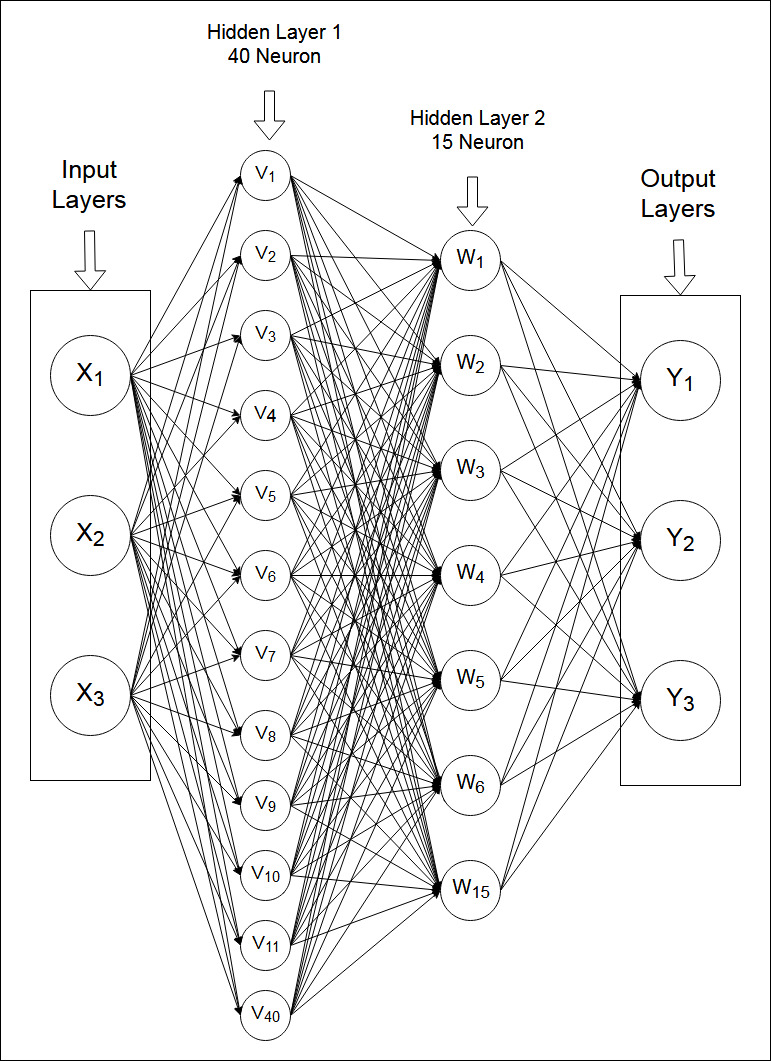 Hidden Layer 1
40 Neuron
Hidden Layer 2
15 Neuron
Input
Layers
Output
Layers
X1
X2
X3
V1
V2
V3
V4
V5
V6
V7
V8
V9
V10
V11
V40
W1
W2
W3
W4
W5
W6
W15
Y1
Y2
Y3